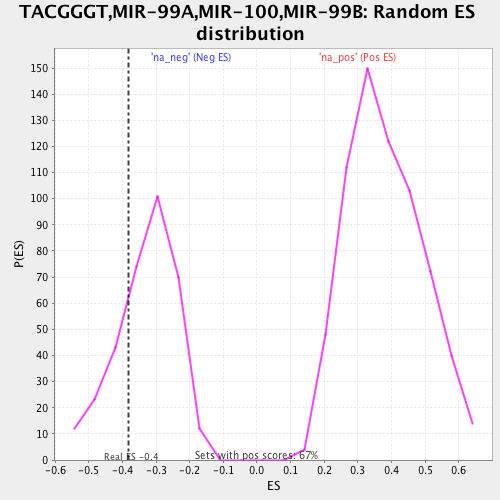 TACGGGT,MIR-99A,MIR-100,MIR-99B: Random ES
distribution
'na_neg' (Neg ES)
'na_pos' (Pos ES)
150
140
130
120
110
100
90
80
70
60
50
40
30
20
10
0
P(ES)
Real ES -0.4
Sets with pos scores: 67%
-0.6 -0.5 -0.4 -0.3 -0.2 -0.1 0.0 0.1 0.2 0.3 0.4 0.5 0.6
ES